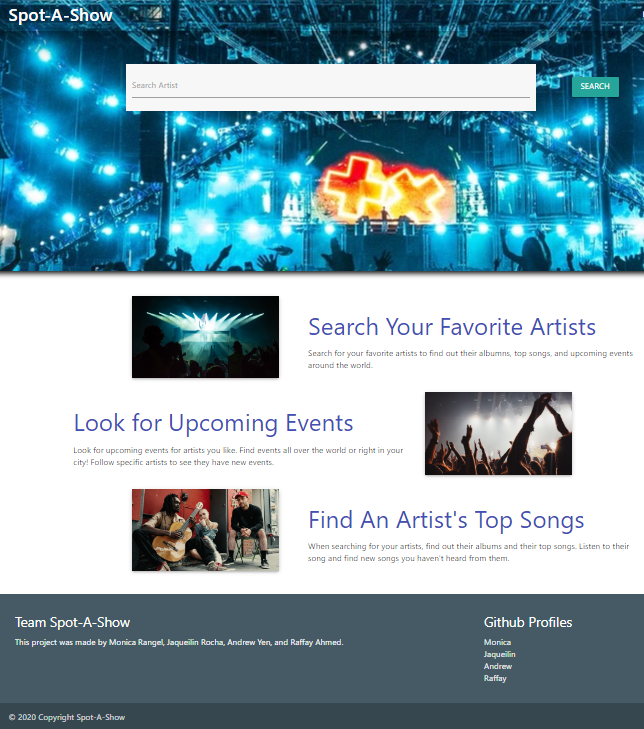 Spot-A-Show
Search Artist
SEARCH
Search Your Favorite Artists
Search for your favorite artists to find out their albumns, top songs, and upcoming events
around the world.
Look for Upcoming Events
Look for upcoming events for artists you like. Find events all over the world or right in your
city! Follow specific artists to see they have new events.
Find An Artist's Top Songs
When searching for your artists, find out their albums and their top songs. Listen to their
song and find new songs you haven't heard from them.
Team Spot-A-Show
This project was made by Monica Rangel, Jaqueilin Rocha, Andrew Yen, and Raffay Ahmed.
Github Profiles
Monica
Jaqueilin
Andrew
Raffay
© 2020 Copyright Spot-A-Show